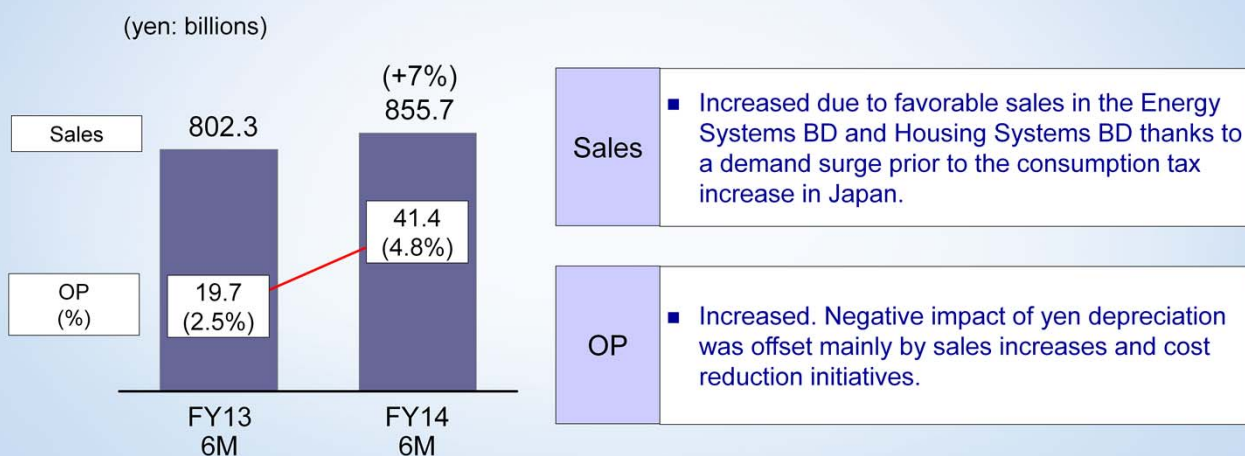 (yen: billions)
Sales
802.3
(+7%)
855.7
OP
(%)
19.7
(2.5%)
41.4
(4.8%)
FY13
6M
FY14
6M
Sales
■ Increased due to favorable sales in the Energy
Systems BD and Housing Systems BD thanks to
a demand surge prior to the consumption tax
increase in Japan.
OP
■ Increased. Negative impact of yen depreciation
was offset mainly by sales increases and cost
reduction initiatives.